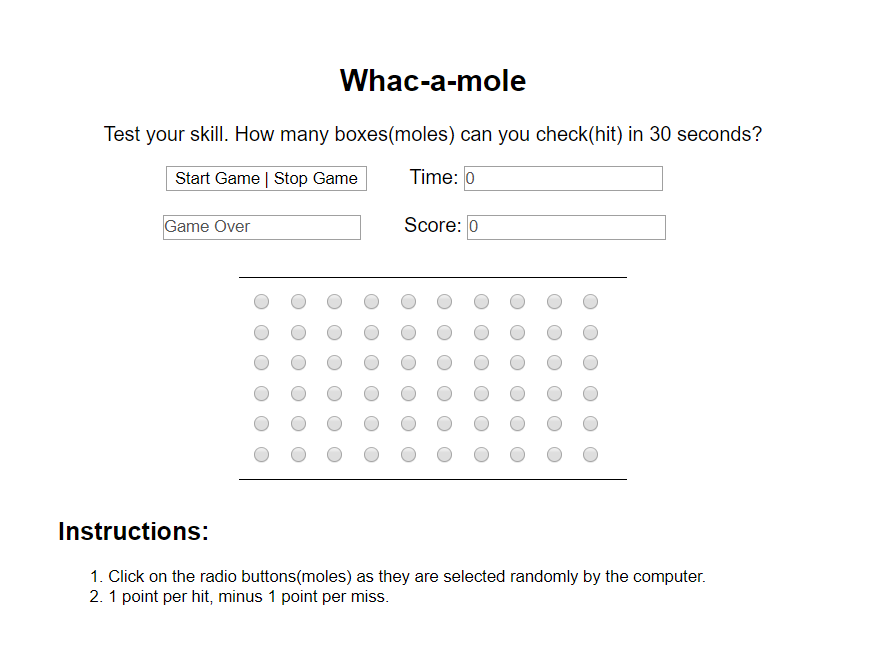 Whac-a-mole
Test your skill. How many boxes(moles) can you check(hit) in 30 seconds?
Start Game | Stop Game Time: 0
Game Over Score: 0
Instructions:
1. Click on the radio buttons(moles) as they are selected randomly by the computer.
2. 1 point per hit, minus 1 point per miss.